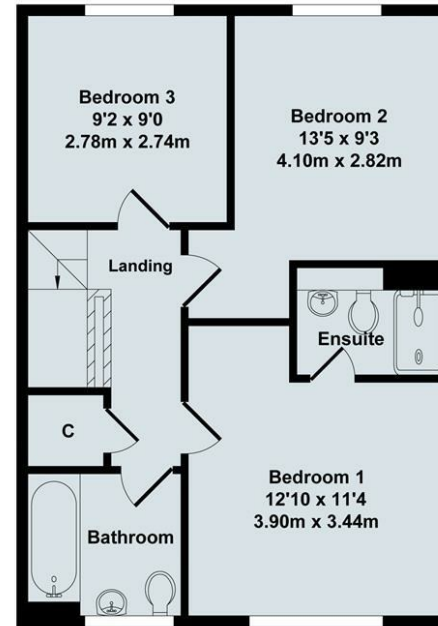 Bedroom 3
9'2 x 9'0
2.78m x 2.74m
Bedroom 2
13'5 x 9'3
4.10m x 2.82m
Landing
Ensuite
C
Bedroom 1
12'10 x 11'4
3.90m x 3.44m
Bathroom